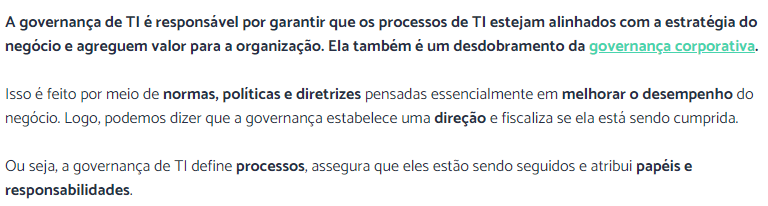 A governança de TI é responsável por garantir que os processos de TI estejam alinhados com a estratégia do
negócio e agreguem valor para a organização. Ela também é um desdobramento da governança corporativa.
Isso é feito por meio de normas, políticas e diretrizes pensadas essencialmente em melhorar o desempenho do
negócio. Logo, podemos dizer que a governança estabelece uma direção e fiscaliza se ela está sendo cumprida.
Ou seja, a governança de TI define processos, assegura que eles estão sendo seguidos e atribui papéis e
responsabilidades.